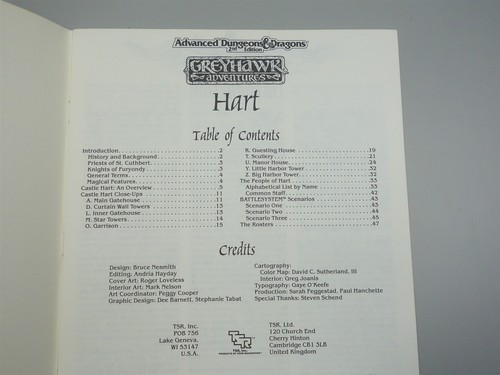 Advanced Dungeons & Dragons
2nd Edition
GREYHAWK
ADVENTURES
Hart
Table of Contents
Introduction 2
History and Background 2
Priests of St. Cuthbert 3
Knights of Furyondy 3
General Terms 4
Magical Features 4
Castle Hart: An Overview 5
Castle Hart Close-Ups 11
A. Main Gatehouse 11
D. Curtain Wall Towers 13
L. Inner Gatehouse 13
M. Star Towers 14
O. Garrison 15
R. Guesting House 19
T. Scullery 21
U. Manor House 24
Y. Little Harbor Tower 32
Z. Big Harbor Tower 32
The People of Hart 33
Alphabetical List by Name 33
Common Staff 42
BATTLESYSTEM™ Scenarios 43
Scenario One 43
Scenario Two 44
Scenario Three 45
The Rosters 47
Credits
Design: Bruce Nesmith
Editing: Andria Hayday
Cover Art: Roger Loveless
Interior Art: Mark Nelson
Art Coordinator: Peggy Cooper
Graphic Design: Dee Barnett, Stephanie Tabat
Cartography:
Color Map: David C. Sutherland, III
Interior: Greg Joanis
Typography: Gaye O'Keefe
Production: Sarah Feggestad, Paul Hanchette
Special Thanks: Steven Schend
TSR, Inc.
POB 756
Lake Geneva,
WI 53147
U.S.A.
TSR, Inc.
PRODUCTS OF YOUR IMAGINATION
TSR, Ltd.
120 Church End
Cherry Hinton
Cambridge CB1 3LB
United Kingdom